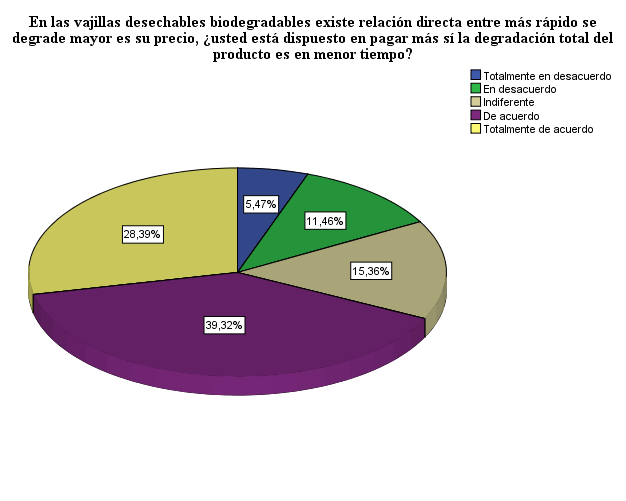 En las vajillas desechables biodegradables existe relación directa entre más rápido se
degrade mayor es su precio, ¿usted está dispuesto en pagar más sí la degradación total del
producto es en menor tiempo?
Totalmente en desacuerdo
En desacuerdo
Indiferente
De acuerdo
Totalmente de acuerdo
5,47%
11,46%
15,36%
39,32%
28,39%